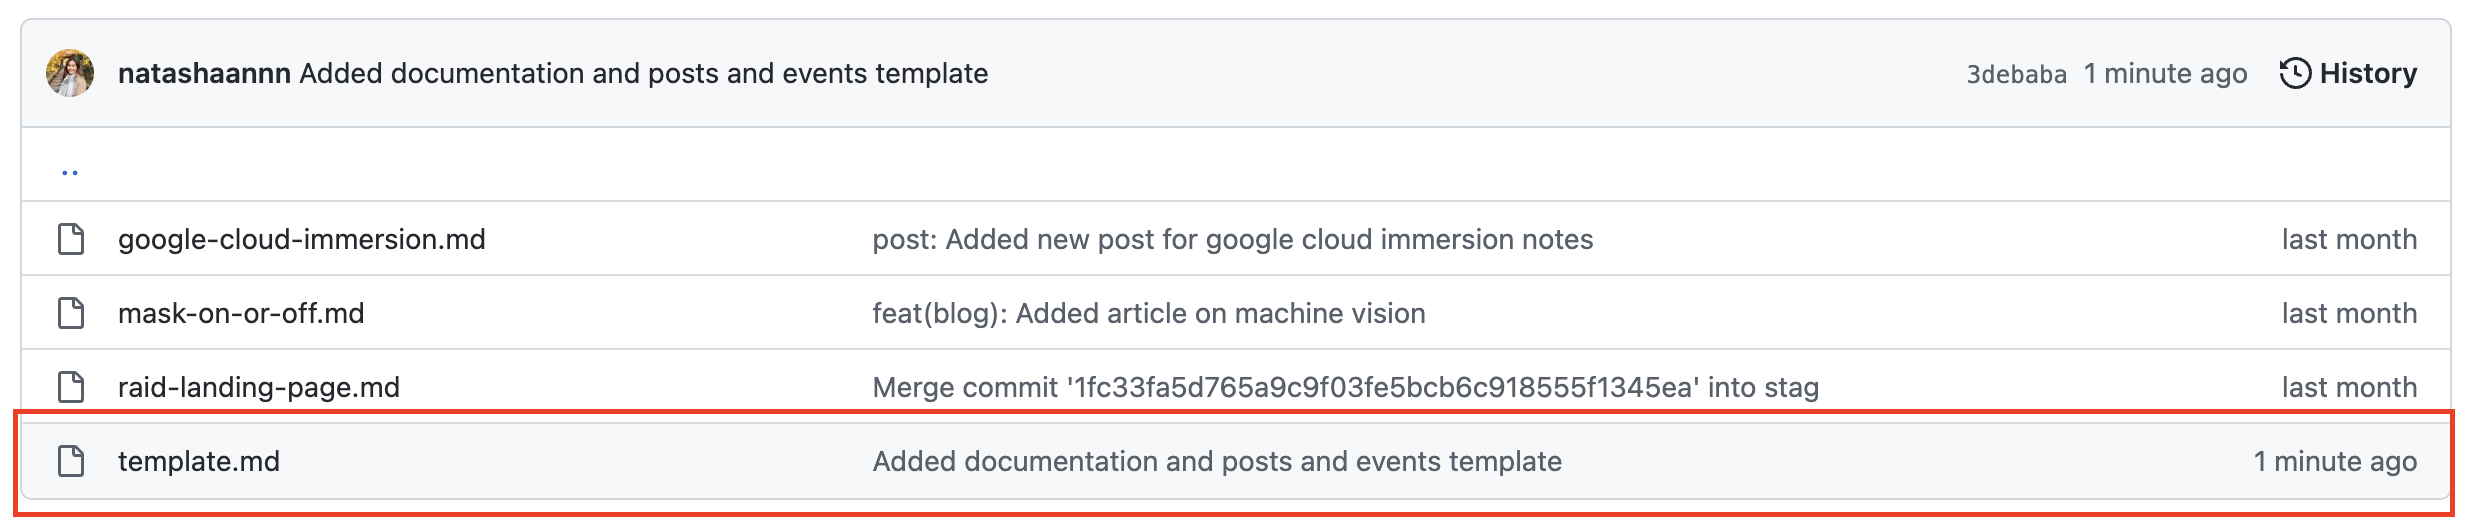 natashaannn Added documentation and posts and events template 3debaba 1 minute ago History
..
google-cloud-immersion.md post: Added new post for google cloud immersion notes last month
mask-on-or-off.md feat(blog): Added article on machine vision last month
raid-landing-page.md Merge commit '1fc33fa5d765a9c9f03fe5bcb6c918555f1345ea' into stag last month
template.md Added documentation and posts and events template 1 minute ago